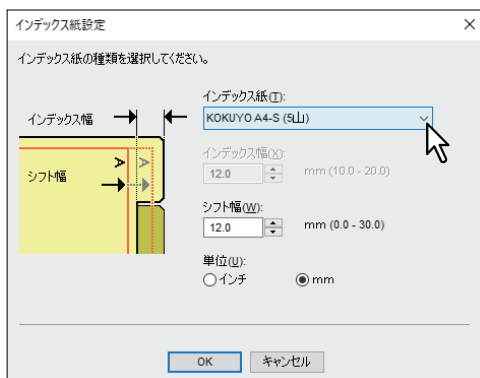 インデックス紙設定
インデックス紙の種類を選択してください。
インデックス紙(T):
KOKUYO A4-S (5山)
インデックス幅
インデックス幅(X):
12.0 mm (10.0 - 20.0)
A A
シフト幅
シフト幅(W):
12.0 mm (0.0 - 30.0)
単位(U):
インチ mm
OK キャンセル